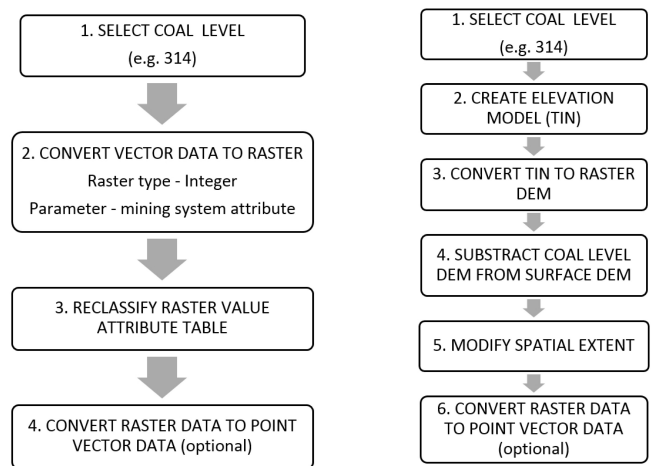 1. SELECT COAL LEVEL
(e.g. 314)
2. CONVERT VECTOR DATA TO RASTER
Raster type - Integer
Parameter - mining system attribute
3. RECLASSIFY RASTER VALUE
ATTRIBUTE TABLE
4. CONVERT RASTER DATA TO POINT
VECTOR DATA (optional)
1. SELECT COAL LEVEL
(e.g. 314)
2. CREATE ELEVATION
MODEL (TIN)
3. CONVERT TIN TO RASTER
DEM
4. SUBSTRACT COAL LEVEL
DEM FROM SURFACE DEM
5. MODIFY SPATIAL EXTENT
6. CONVERT RASTER DATA
TO POINT VECTOR DATA
(optional)